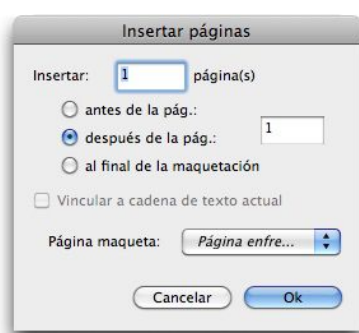 Insertar páginas
Insertar: 1 página(s)
antes de la pág.:
después de la pág.: 1
al final de la maquetación
Vincular a cadena de texto actual
Página maqueta: Página enfre...
Cancelar Ok